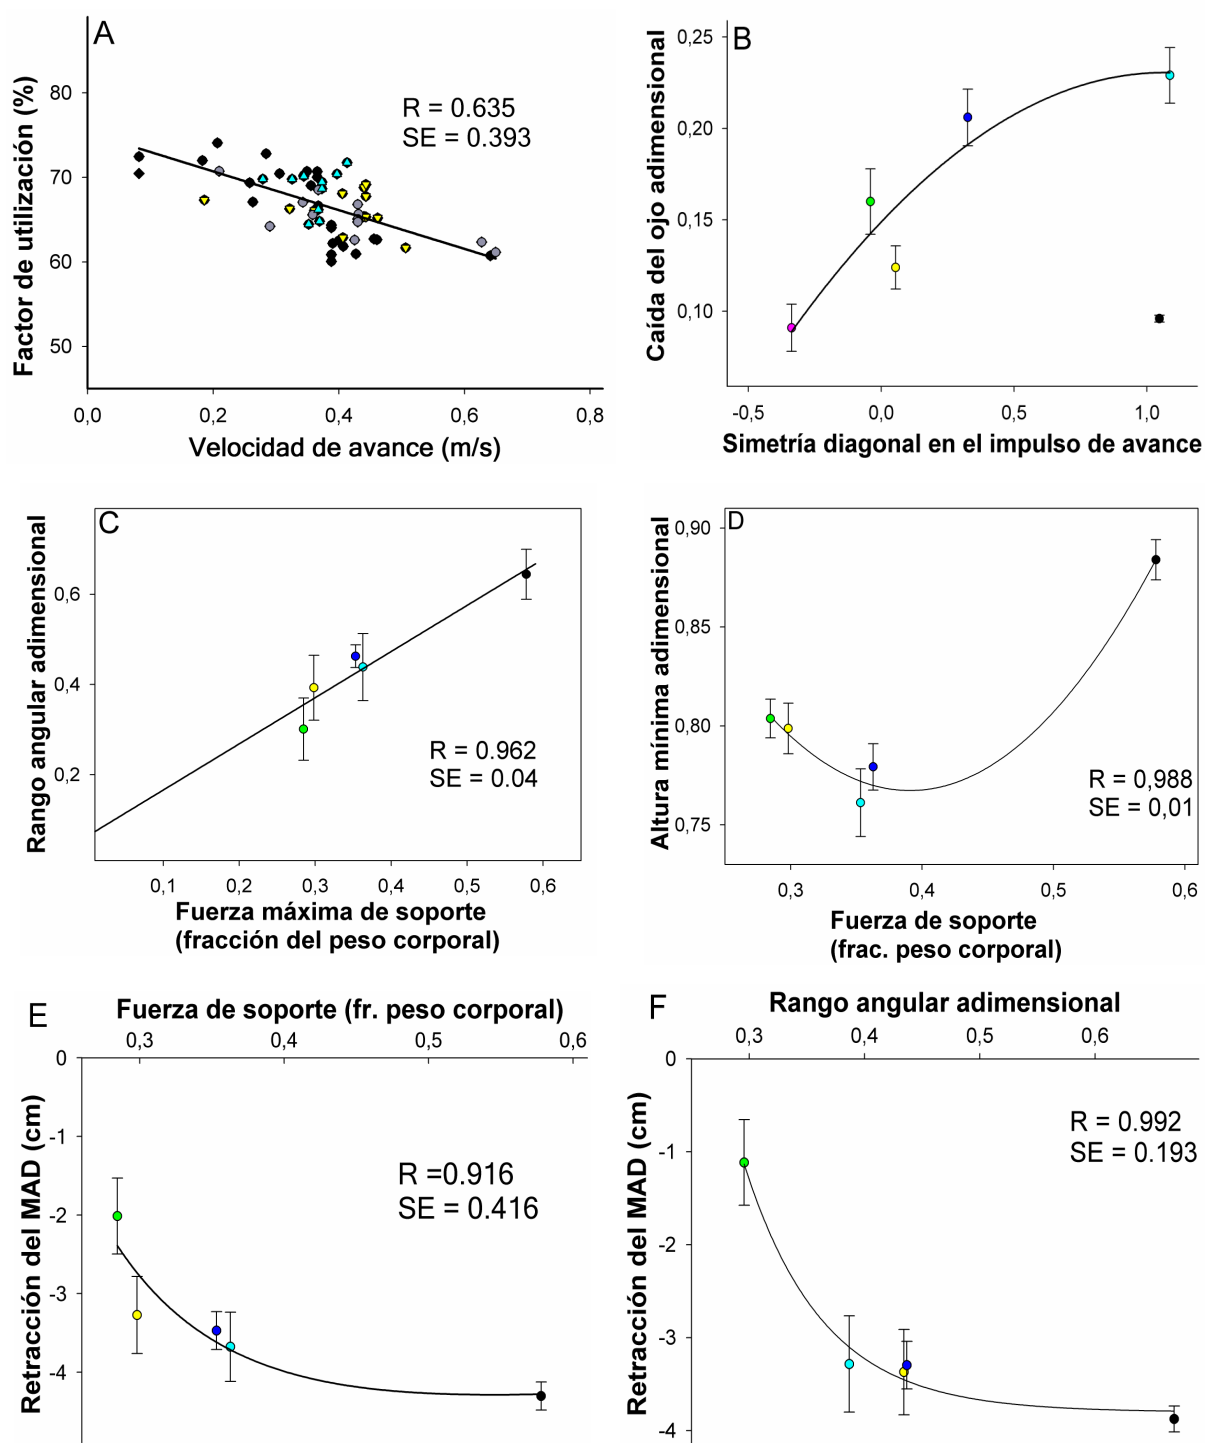 A
Factor de utilización (%)
80
70
60
50
R = 0.635
SE = 0.393
0,0 0,2 0,4 0,6 0,8
Velocidad de avance (m/s)
B
Caída del ojo adimensional
0,25
0,20
0,15
0,10
-0,5 0,0 0,5 1,0
Simetría diagonal en el impulso de avance
C
Rango angular adimensional
0,6
0,4
0,2
R = 0.962
SE = 0.04
0,1 0,2 0,3 0,4 0,5 0,6
Fuerza máxima de soporte
(fracción del peso corporal)
D
Altura mínima adimensional
0,90
0,85
0,80
0,75
R = 0,988
SE = 0,01
0,3 0,4 0,5 0,6
Fuerza de soporte
(frac. peso corporal)
E
Fuerza de soporte (fr. peso corporal)
0,3 0,4 0,5 0,6
Retracción del MAD (cm)
0
-1
-2
-3
-4
R =0.916
SE = 0.416
F
Rango angular adimensional
0,3 0,4 0,5 0,6
Retracción del MAD (cm)
0
-1
-2
-3
-4
R = 0.992
SE = 0.193